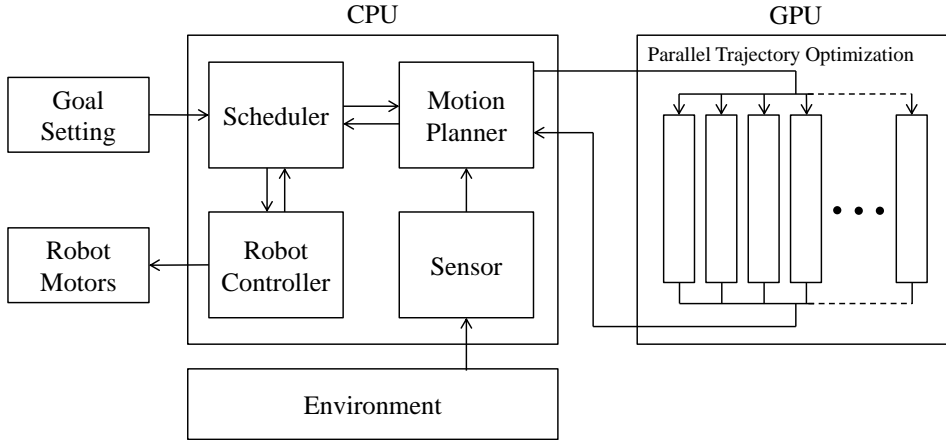 CPU
GPU
Parallel Trajectory Optimization
Goal
Setting
Scheduler
Motion
Planner
Robot
Motors
Robot
Controller
Sensor
Environment